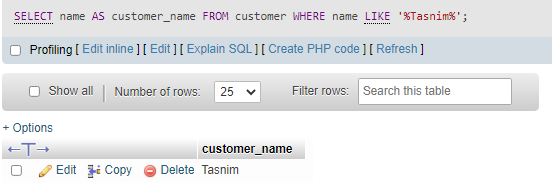 SELECT name AS customer_name FROM customer WHERE name LIKE '%Tasnim%';
Profiling [ Edit inline ] [ Edit ] [ Explain SQL ] [ Create PHP code ] [ Refresh ]
Show all | Number of rows: 25 Filter rows: Search this table
+ Options
←T→ customer_name
Edit Copy Delete Tasnim